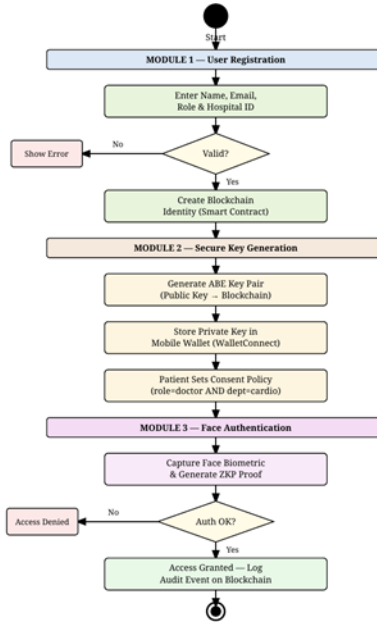 Start
MODULE 1 — User Registration
Enter Name, Email,
Role & Hospital ID
Valid?
No
Show Error
Yes
Create Blockchain
Identity (Smart Contract)
MODULE 2 — Secure Key Generation
Generate ABE Key Pair
(Public Key → Blockchain)
Store Private Key in
Mobile Wallet (WalletConnect)
Patient Sets Consent Policy
(role=doctor AND dept=cardio)
MODULE 3 — Face Authentication
Capture Face Biometric
& Generate ZKP Proof
Auth OK?
No
Access Denied
Yes
Access Granted — Log
Audit Event on Blockchain